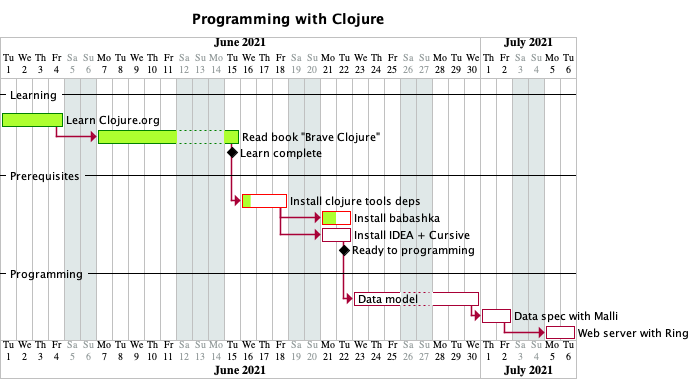 Programming with Clojure
June 2021 July 2021
Tu We Th Fr Sa Su Mo Tu We Th Fr Sa Su Mo Tu We Th Fr Sa Su Mo Tu We Th Fr Sa Su Mo Tu We Th Fr Sa Su Mo Tu
1 2 3 4 5 6 7 8 9 10 11 12 13 14 15 16 17 18 19 20 21 22 23 24 25 26 27 28 29 30 1 2 3 4 5 6
Learning
Learn Clojure.org
Read book "Brave Clojure"
Learn complete
Prerequisites
Install clojure tools deps
Install babashka
Install IDEA + Cursive
Ready to programming
Programming
Data model
Data spec with Malli
Web server with Ring
Tu We Th Fr Sa Su Mo Tu We Th Fr Sa Su Mo Tu We Th Fr Sa Su Mo Tu We Th Fr Sa Su Mo Tu We Th Fr Sa Su Mo Tu
1 2 3 4 5 6 7 8 9 10 11 12 13 14 15 16 17 18 19 20 21 22 23 24 25 26 27 28 29 30 1 2 3 4 5 6
June 2021 July 2021